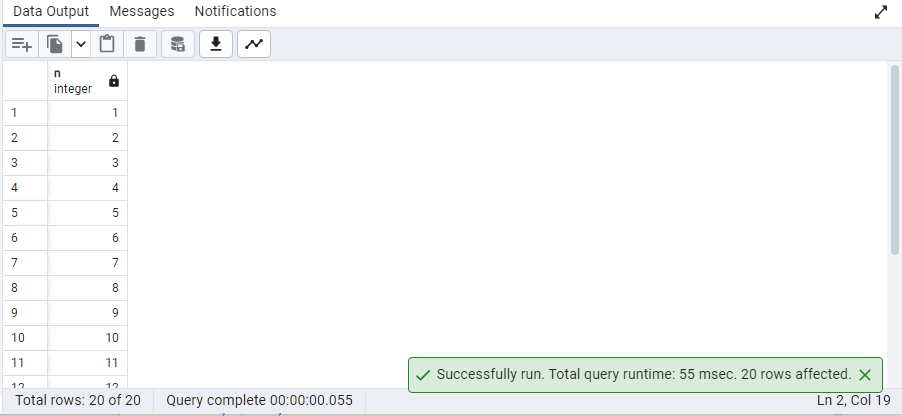 Data Output Messages Notifications
n
integer
1 1
2 2
3 3
4 4
5 5
6 6
7 7
8 8
9 9
10 10
11 11
12 12
Successfully run. Total query runtime: 55 msec. 20 rows affected.
Total rows: 20 of 20 Query complete 00:00:00.055 Ln 2, Col 19